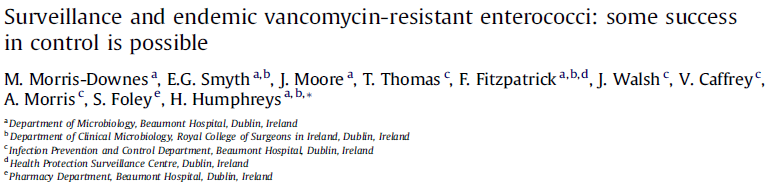 Surveillance and endemic vancomycin-resistant enterococci: some success
in control is possible
M. Morris-Downes a, E.G. Smyth a,b, J. Moore a, T. Thomas c, F. Fitzpatrick a,b,d, J. Walsh c, V. Caffrey c,
A. Morris c, S. Foley e, H. Humphreys a,b,*
a Department of Microbiology, Beaumont Hospital, Dublin, Ireland
b Department of Clinical Microbiology, Royal College of Surgeons in Ireland, Dublin, Ireland
c Infection Prevention and Control Department, Beaumont Hospital, Dublin, Ireland
d Health Protection Surveillance Centre, Dublin, Ireland
e Pharmacy Department, Beaumont Hospital, Dublin, Ireland